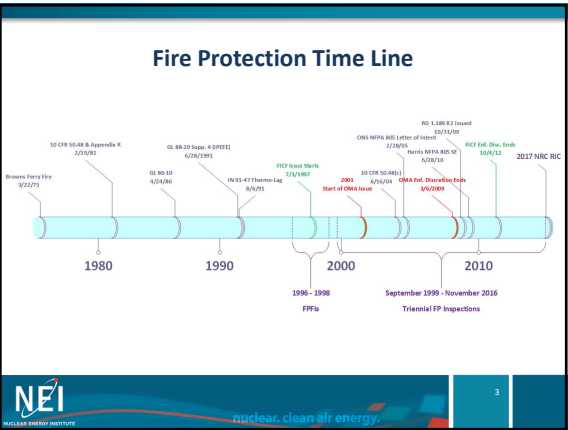 Fire Protection Time Line
RG 1.189 R2 Issued
10/31/09
ONS NFPA 805 Letter of Intent
2/28/05
FICF Enf. Disc. Ends
10/4/12
10 CFR 50.48 & Appendix R
2/19/81
GL 88-20 Supp. 4 (IPEEE)
6/28/1991
Harris NFPA 805 SE
6/28/10
2017 NRC RIC
Browns Ferry Fire
3/22/75
GL 86-10
4/24/86
IN 91-47 Thermo-Lag
8/6/91
FICF Issue Starts
7/1/1997
2001
Start of OMA Issue
10 CFR 50.48(c)
6/16/04
OMA Enf. Discretion Ends
3/6/2009
1980
1990
2000
2010
1996 - 1998
FPFIs
September 1999 - November 2016
Triennial FP Inspections
NEI
NUCLEAR ENERGY INSTITUTE
nuclear. clean air energy.
3